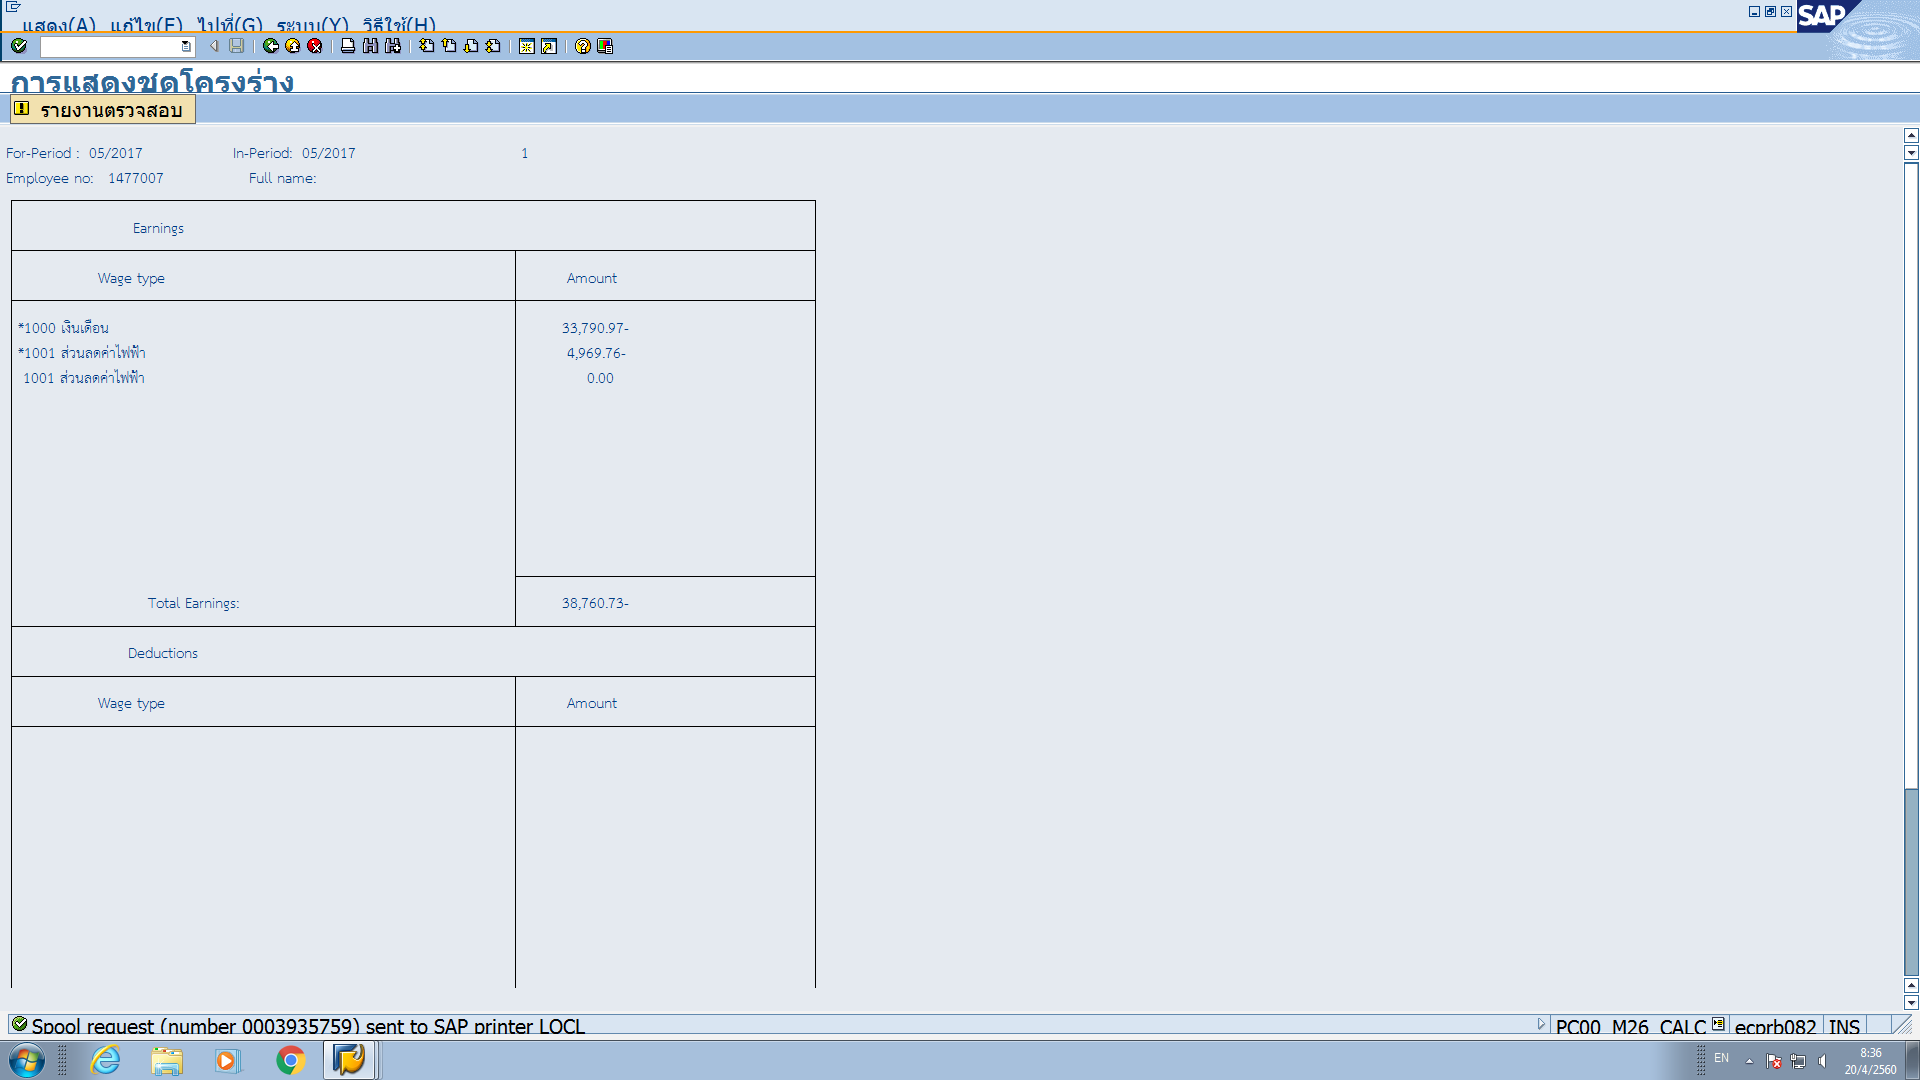 แสดง(A) แก้ไข(E) ไปที่(G) ระบบ(Y) วิธีใช้(H)
SAP
การแสดงชุดโครงร่าง
รายงานตรวจสอบ
For-Period : 05/2017 In-Period: 05/2017 1
Employee no: 1477007 Full name:
Earnings
Wage type Amount
*1000 เงินเดือน 33,790.97-
*1001 ส่วนลดค่าไฟฟ้า 4,969.76-
1001 ส่วนลดค่าไฟฟ้า 0.00
Total Earnings: 38,760.73-
Deductions
Wage type Amount
Spool request (number 0003935759) sent to SAP printer LOCL
PC00_M26_CALC ecprb082 INS
EN
8:36
20/4/2560